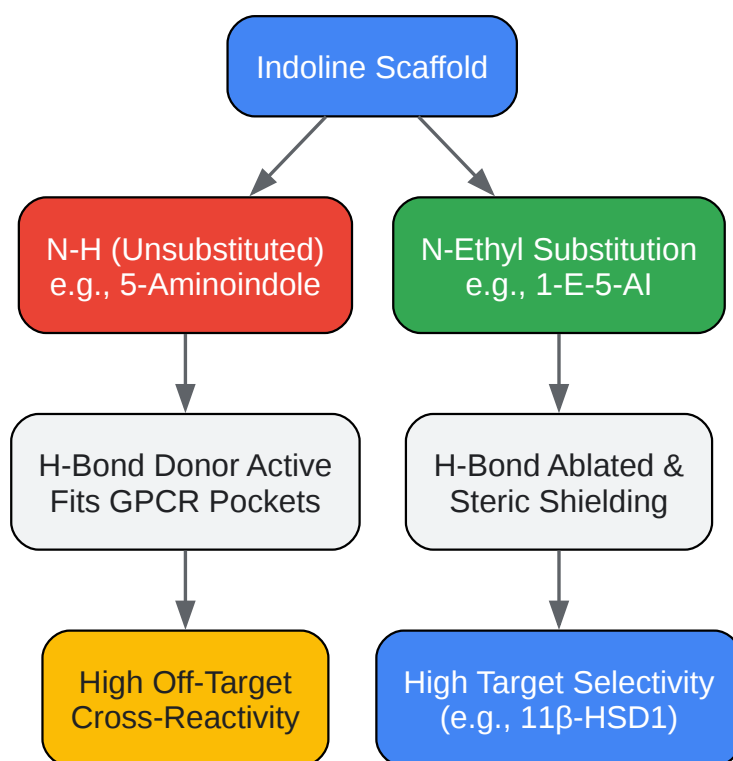 Indoline Scaffold
N-H (Unsubstituted)
e.g., 5-Aminoindole
N-Ethyl Substitution
e.g., 1-E-5-AI
H-Bond Donor Active
Fits GPCR Pockets
H-Bond Ablated &
Steric Shielding
High Off-Target
Cross-Reactivity
High Target Selectivity
(e.g., 11β-HSD1)